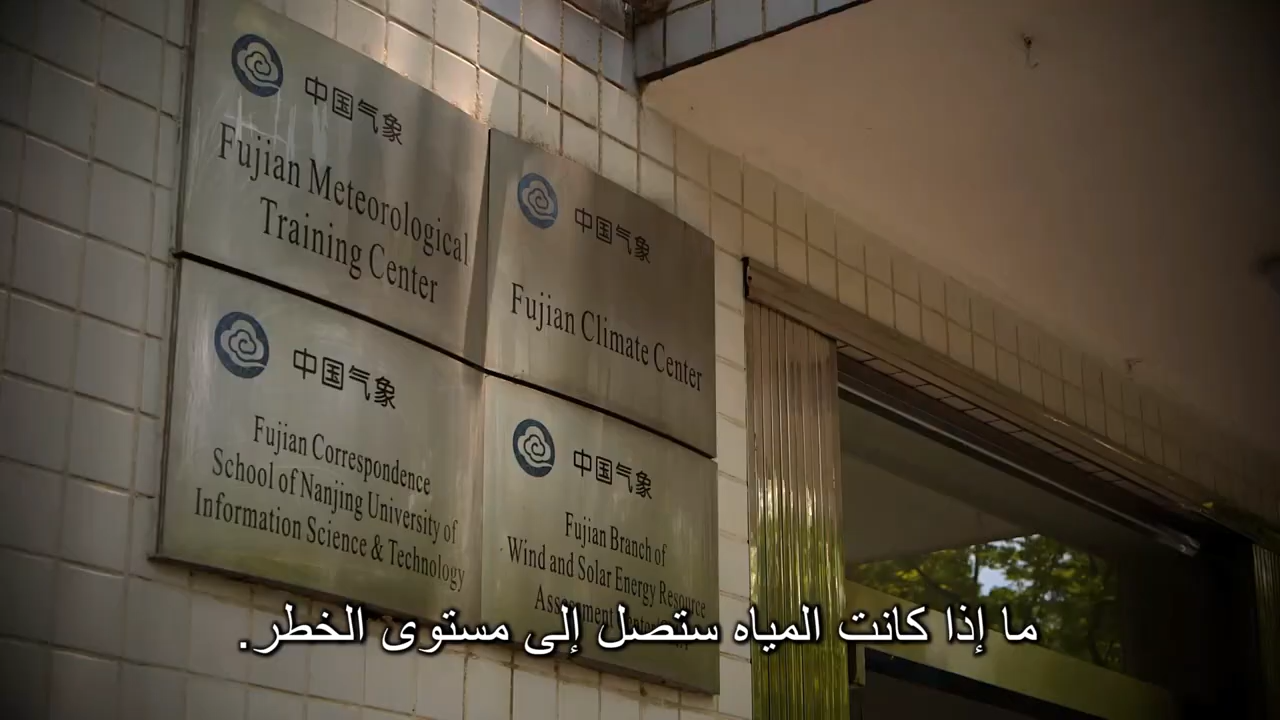 中国气象
Fujian Meteorological
Training Center
中国气象
Fujian Climate Center
中国气象
Fujian Correspondence
School of Nanjing University of
Information Science & Technology
中国气象
Fujian Branch of
Wind and Solar Energy Resource
Assessment
ما إذا كانت المياه ستصل إلى مستوى الخطر.